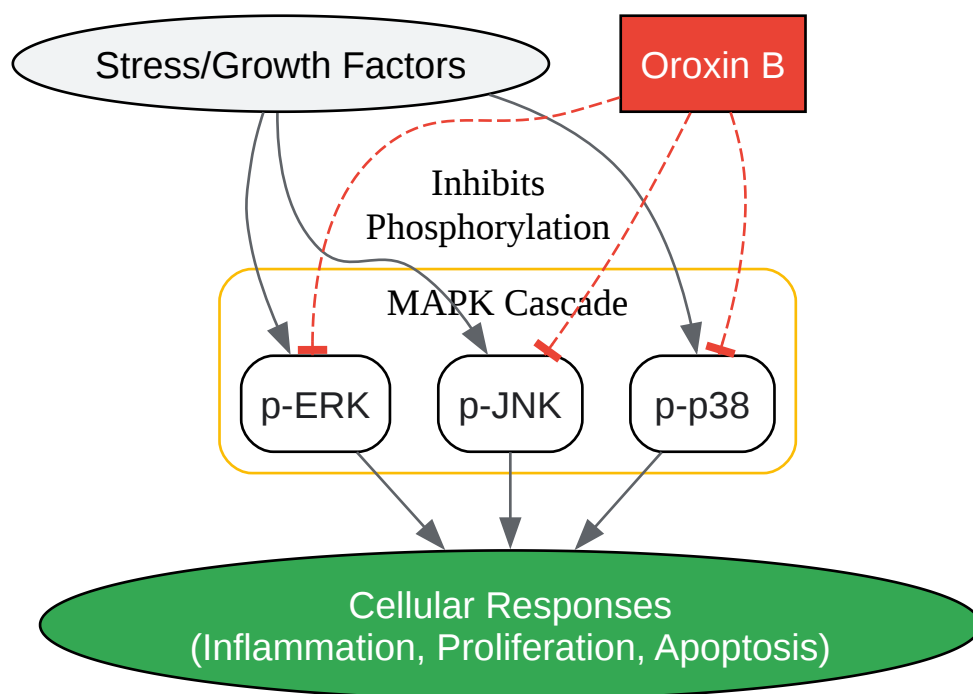 Stress/Growth Factors
Oroxin B
Inhibits
Phosphorylation
MAPK Cascade
p-ERK
p-JNK
p-p38
Cellular Responses
(Inflammation, Proliferation, Apoptosis)